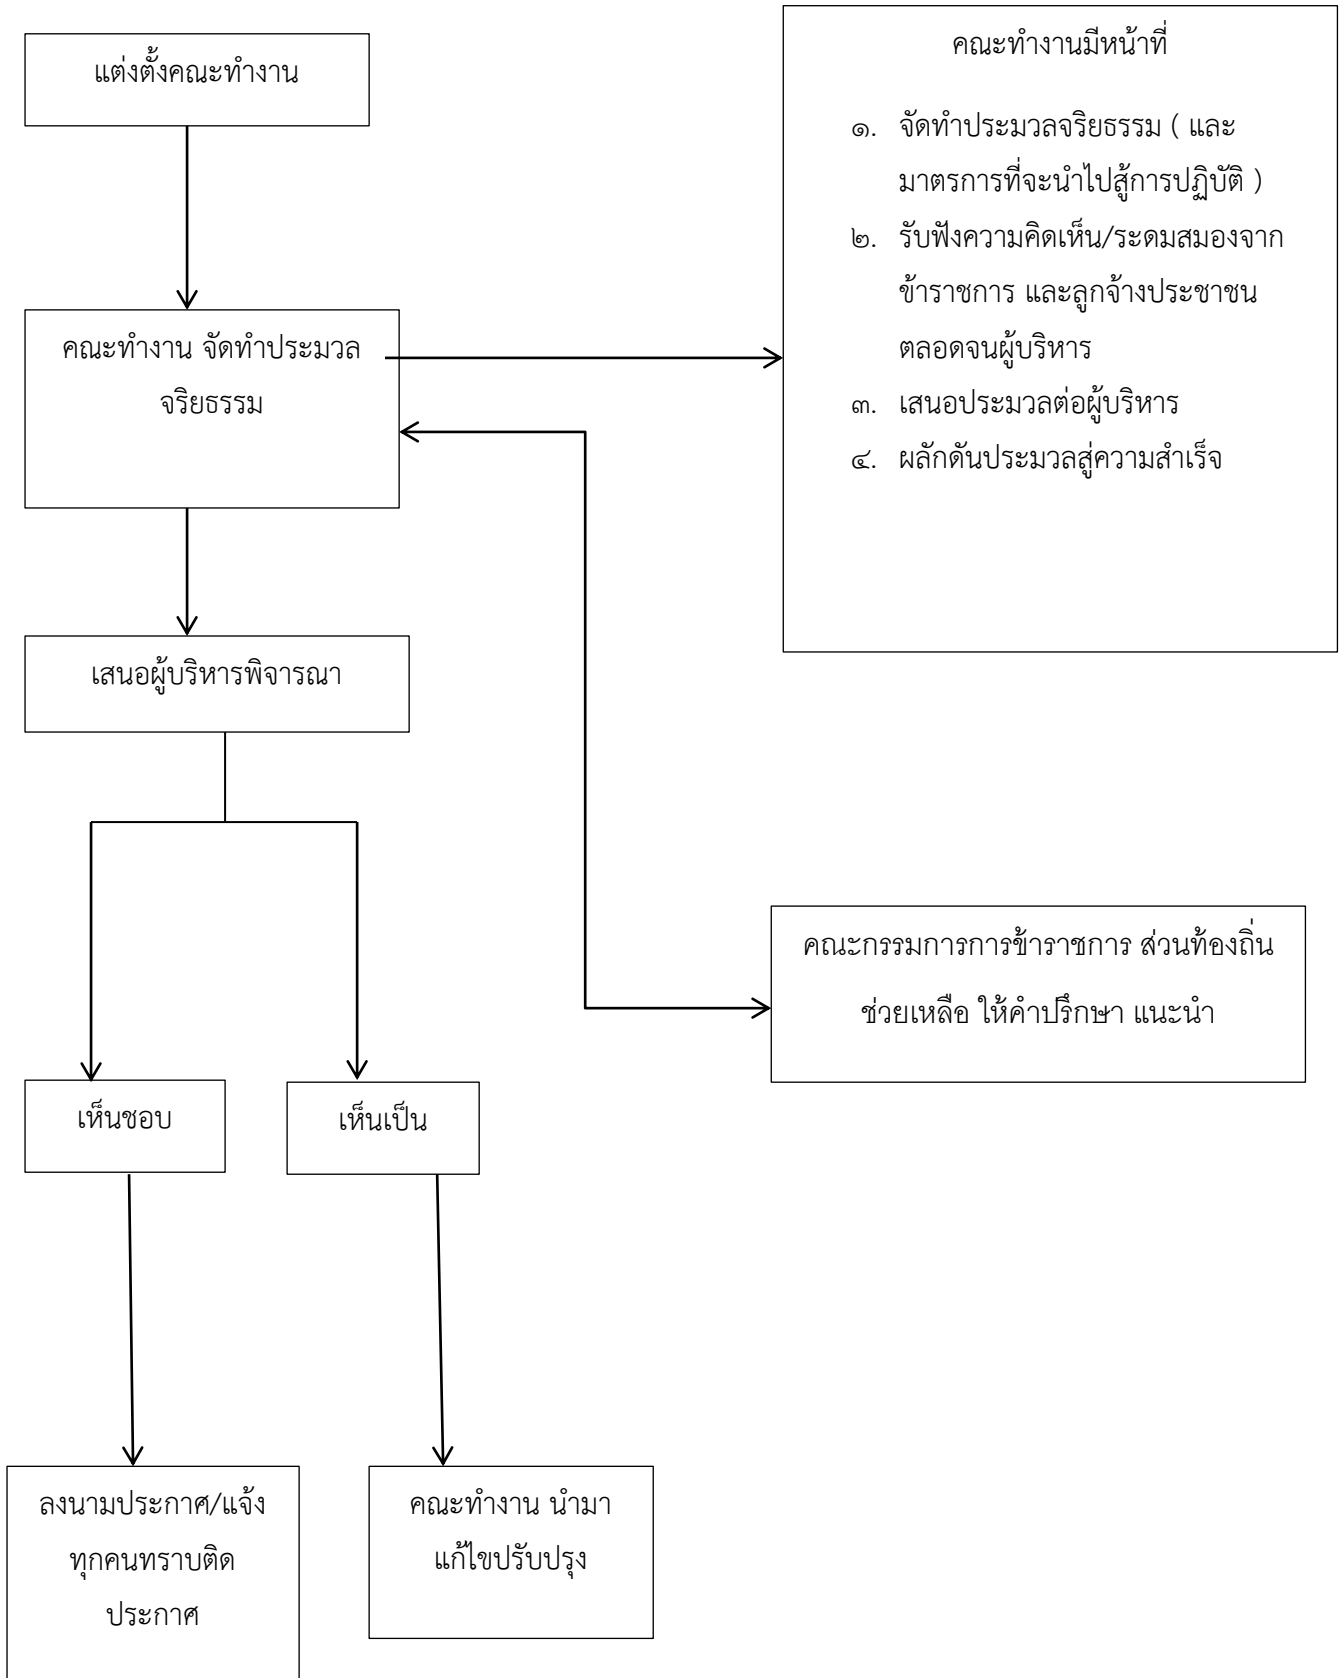 แต่งตั้งคณะทำงาน
คณะทำงานมีหน้าที่
๑. จัดทำประมวลจริยธรรม ( และ
มาตรการที่จะนำไปสู้การปฏิบัติ )
๒. รับฟังความคิดเห็น/ระดมสมองจาก
ข้าราชการ และลูกจ้างประชาชน
ตลอดจนผู้บริหาร
๓. เสนอประมวลต่อผู้บริหาร
๔. ผลักดันประมวลสู่ความสำเร็จ
คณะทำงาน จัดทำประมวล
จริยธรรม
เสนอผู้บริหารพิจารณา
คณะกรรมการการข้าราชการ ส่วนท้องถิ่น
ช่วยเหลือ ให้คำปรึกษา แนะนำ
เห็นชอบ
เห็นเป็น
ลงนามประกาศ/แจ้ง
ทุกคนทราบติด
ประกาศ
คณะทำงาน นำมา
แก้ไขปรับปรุง